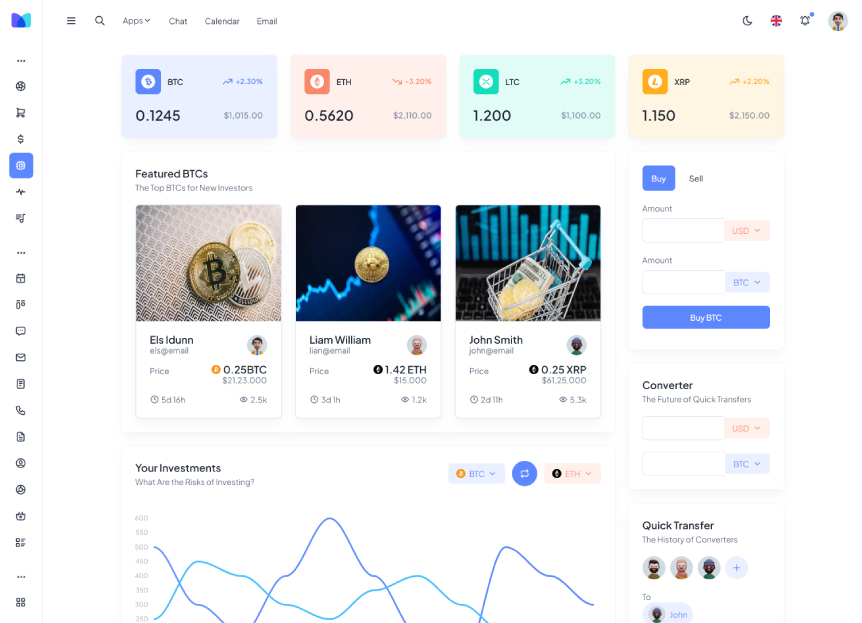 Apps Chat Calendar Email
BTC +2.30%
0.1245 $1,015.00
ETH -3.20%
0.5620 $2,110.00
LTC +3.20%
1.200 $1,100.00
XRP +2.20%
1.150 $2,150.00
Featured BTCs
The Top BTCs for New Investors
Els Idunn
els@email
Price 0.25BTC
$21,23,000
5d 16h 2.5k
Liam William
lian@email
Price 1.42 ETH
$15,000
3d 1h 1.2k
John Smith
john@email
Price 0.25 XRP
$61,25,000
2d 11h 5.3k
Buy Sell
Amount
USD
Amount
BTC
Buy BTC
Converter
The Future of Quick Transfers
USD
BTC
Your Investments
What Are the Risks of Investing?
BTC ETH
600
550
500
450
400
350
300
250
Quick Transfer
The History of Converters
To
John